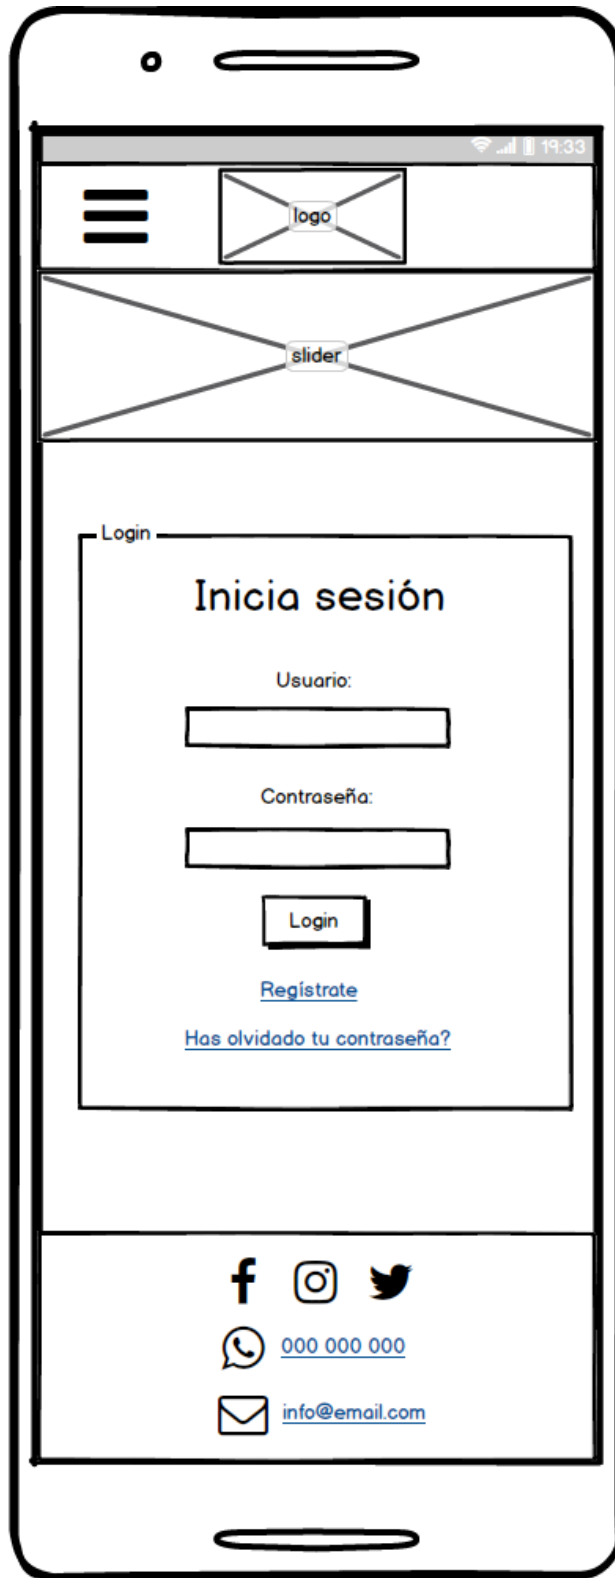 19:33
logo
slider
Login
Inicia sesión
Usuario:
Contraseña:
Login
Regístrate
Has olvidado tu contraseña?
000 000 000
info@email.com